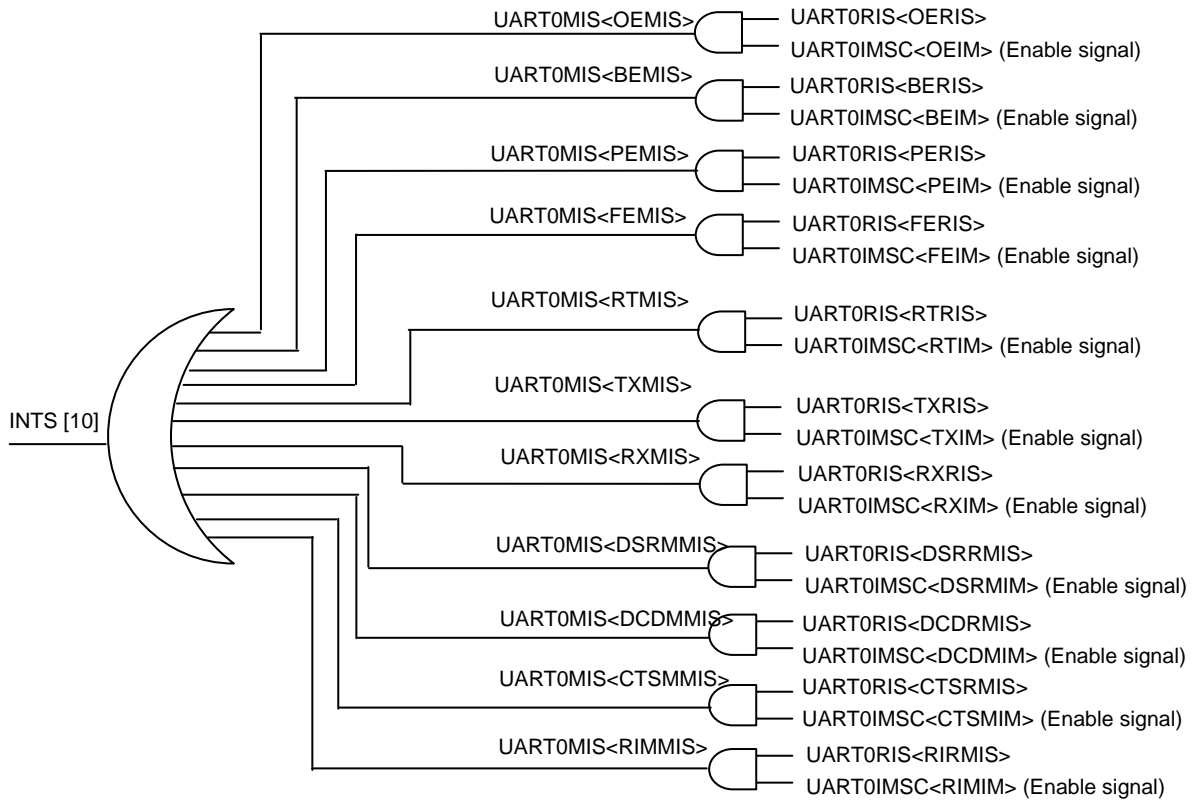 UART0MIS<OEMIS>
UART0RIS<OERIS>
UART0IMSC<OEIM> (Enable signal)
UART0MIS<BEMIS>
UART0RIS<BERIS>
UART0IMSC<BEIM> (Enable signal)
UART0MIS<PEMIS>
UART0RIS<PERIS>
UART0IMSC<PEIM> (Enable signal)
UART0MIS<FEMIS>
UART0RIS<FERIS>
UART0IMSC<FEIM> (Enable signal)
UART0MIS<RTMIS>
UART0RIS<RTRIS>
UART0IMSC<RTIM> (Enable signal)
UART0MIS<TXMIS>
UART0RIS<TXRIS>
UART0IMSC<TXIM> (Enable signal)
INTS [10]
UART0MIS<RXMIS>
UART0RIS<RXRIS>
UART0IMSC<RXIM> (Enable signal)
UART0MIS<DSRMMIS>
UART0RIS<DSRRMIS>
UART0IMSC<DSRMIM> (Enable signal)
UART0MIS<DCDMMIS>
UART0RIS<DCDRMIS>
UART0IMSC<DCDMIM> (Enable signal)
UART0MIS<CTSMMIS>
UART0RIS<CTSRMIS>
UART0IMSC<CTSMIM> (Enable signal)
UART0MIS<RIMMIS>
UART0RIS<RIRMIS>
UART0IMSC<RIMIM> (Enable signal)